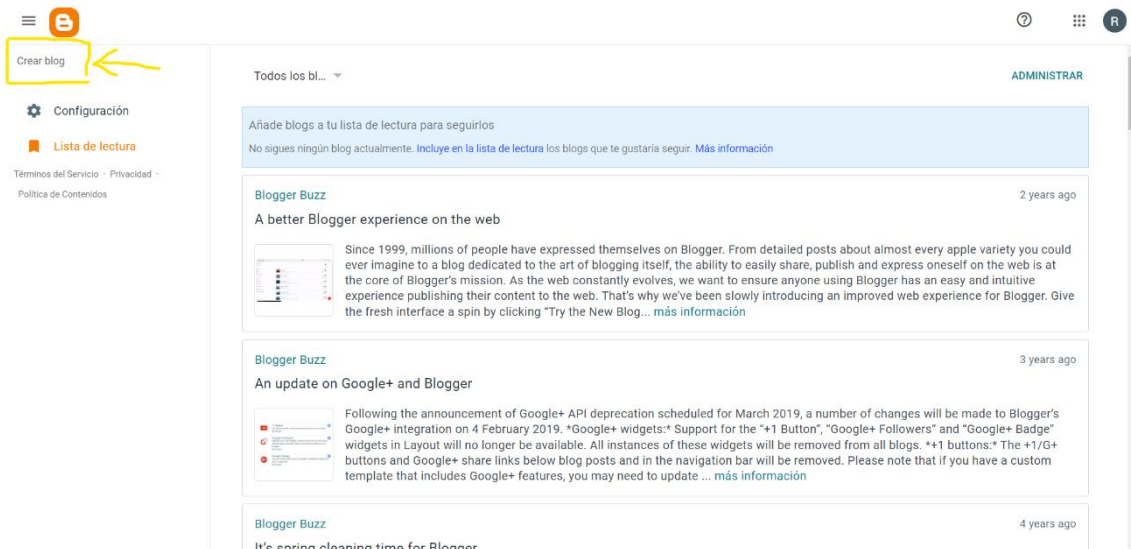 R
Crear blog
Configuración
Lista de lectura
Términos del Servicio · Privacidad ·
Política de Contenidos
Todos los bl...
ADMINISTRAR
Añade blogs a tu lista de lectura para seguirlos
No sigues ningún blog actualmente. Incluye en la lista de lectura los blogs que te gustaría seguir. Más información
Blogger Buzz
2 years ago
A better Blogger experience on the web
Since 1999, millions of people have expressed themselves on Blogger. From detailed posts about almost every apple variety you could
ever imagine to a blog dedicated to the art of blogging itself, the ability to easily share, publish and express oneself on the web is at
the core of Blogger's mission. As the web constantly evolves, we want to ensure anyone using Blogger has an easy and intuitive
experience publishing their content to the web. That's why we've been slowly introducing an improved web experience for Blogger. Give
the fresh interface a spin by clicking "Try the New Blog... más información
Blogger Buzz
3 years ago
An update on Google+ and Blogger
Following the announcement of Google+ API deprecation scheduled for March 2019, a number of changes will be made to Blogger's
Google+ integration on 4 February 2019. *Google+ widgets:* Support for the "+1 Button", "Google+ Followers" and "Google+ Badge"
widgets in Layout will no longer be available. All instances of these widgets will be removed from all blogs. *+1 buttons:* The +1/G+
buttons and Google+ share links below blog posts and in the navigation bar will be removed. Please note that if you have a custom
template that includes Google+ features, you may need to update ... más información
Blogger Buzz
4 years ago
It's spring cleaning time for Blogger